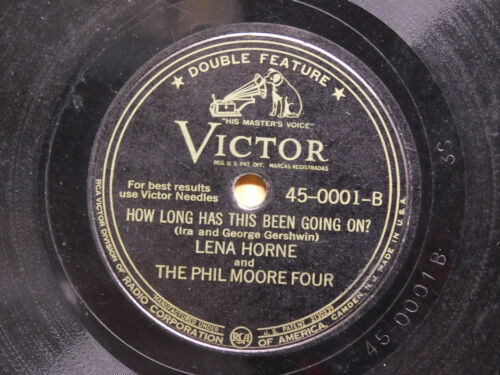 ★ DOUBLE FEATURE ★
"HIS MASTER'S VOICE"
VICTOR
REG. U.S. PAT. OFF. MARCAS REGISTRADAS
For best results
use Victor Needles
45-0001-B
HOW LONG HAS THIS BEEN GOING ON?
(Ira and George Gershwin)
LENA HORNE
and
THE PHIL MOORE FOUR
RCA VICTOR DIVISION OF
RADIO CORPORATION OF AMERICA, CAMDEN, N.J. MADE IN U.S.A.
MANUFACTURED UNDER
RCA
U.S. PATENT
45-0001B